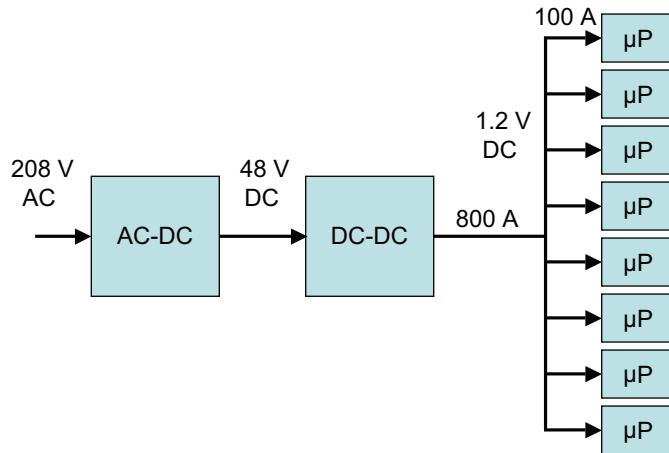 208 V
AC
AC-DC
48 V
DC
DC-DC
800 A
1.2 V
DC
100 A
µP
µP
µP
µP
µP
µP
µP
µP